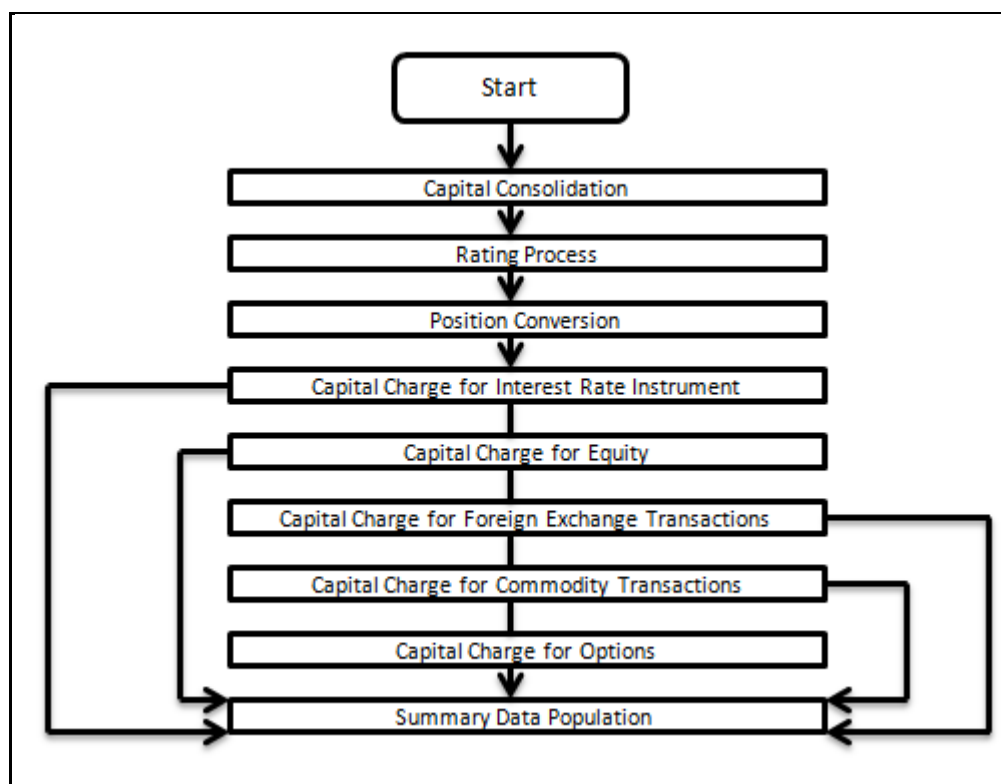 Start
Capital Consolidation
Rating Process
Position Conversion
Capital Charge for Interest Rate Instrument
Capital Charge for Equity
Capital Charge for Foreign Exchange Transactions
Capital Charge for Commodity Transactions
Capital Charge for Options
Summary Data Population